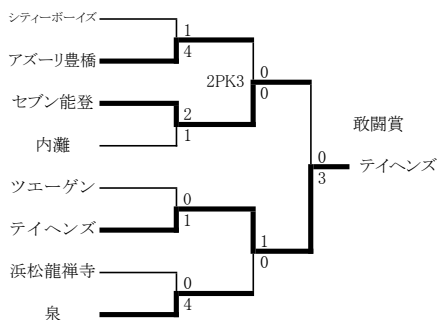 シティーボーイズ
1
アズーリ豊橋
4
2PK3
0
0
セブン能登
2
内灘
1
敢闘賞
0
テイヘンズ
3
ツエーゲン
0
テイヘンズ
1
1
0
浜松龍禅寺
0
泉
4